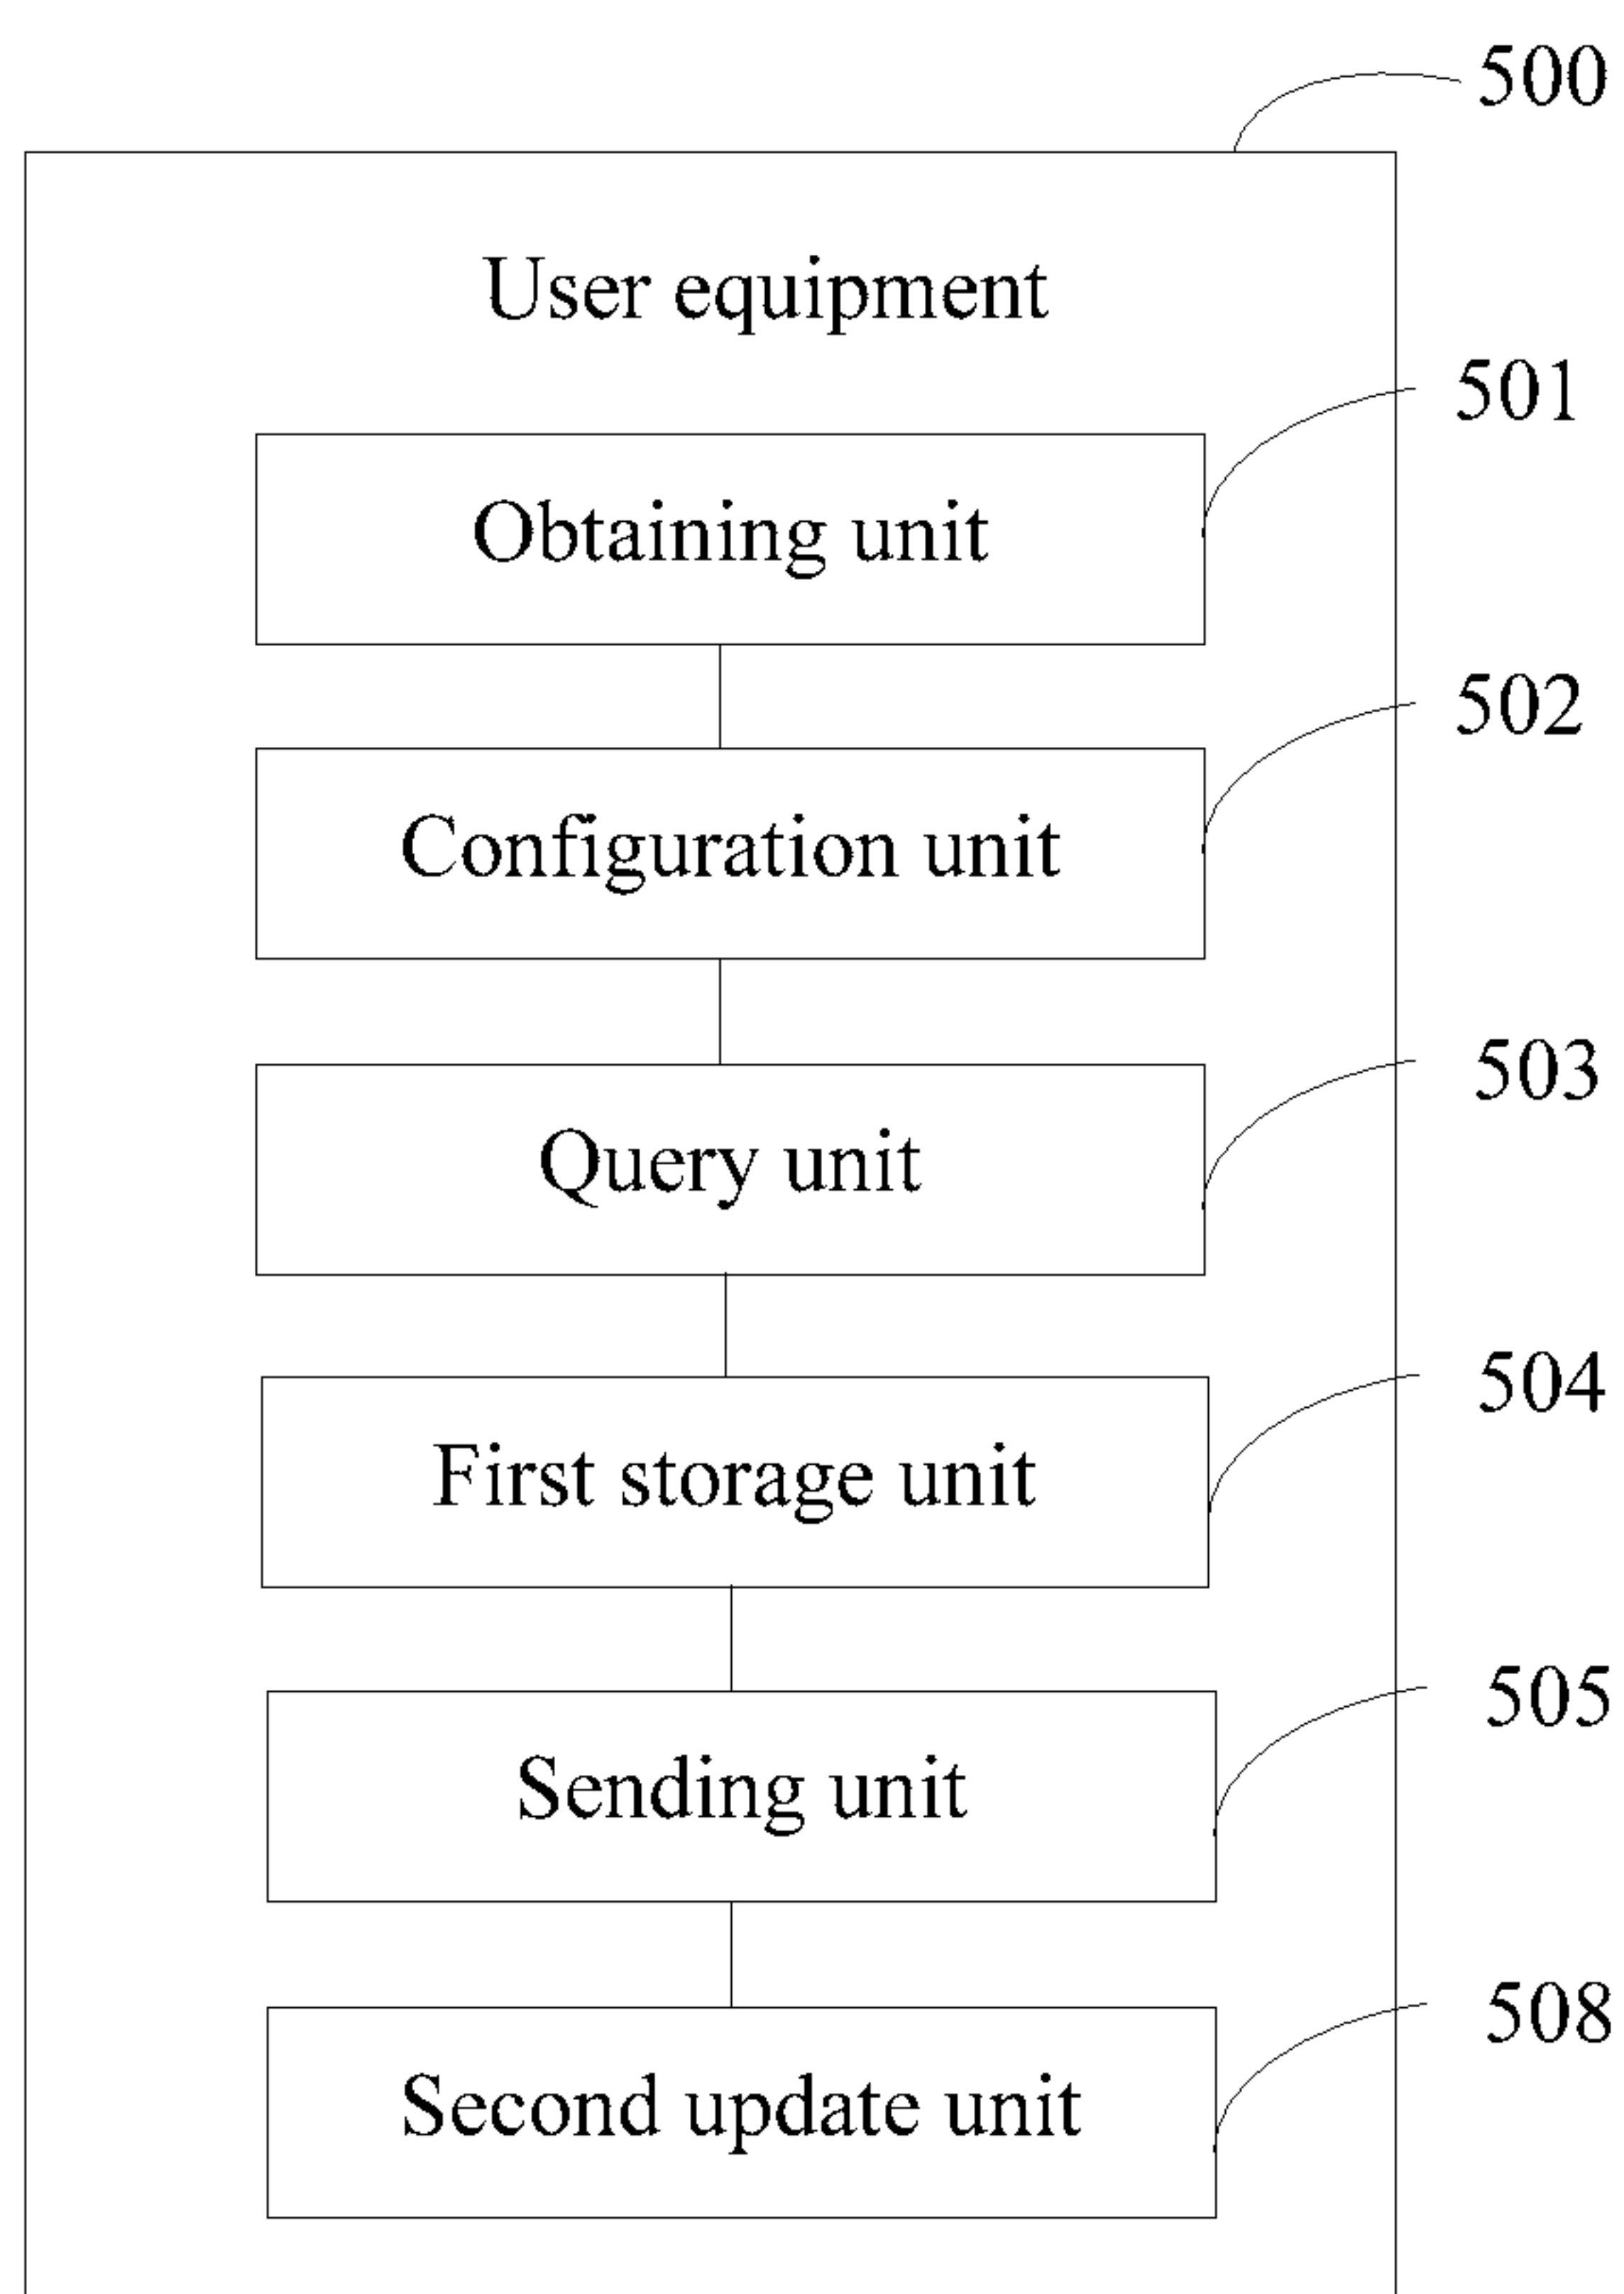 500
User equipment
501
Obtaining unit
502
Configuration unit
503
Query unit
504
First storage unit
505
Sending unit
508
Second update unit